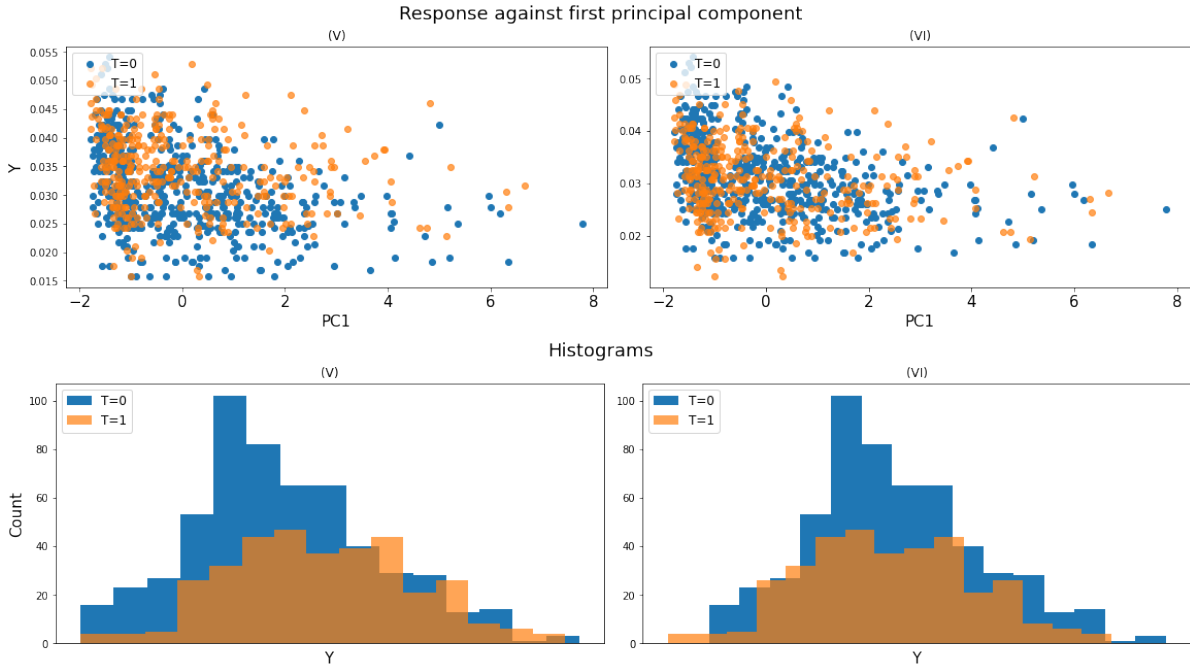 Response against first principal component
(V)
(VI)
T=0
T=1
T=0
T=1
0.055
0.050
0.045
0.040
0.035
0.030
0.025
0.020
0.015
Y
0.05
0.04
0.03
0.02
−2 0 2 4 6 8
−2 0 2 4 6 8
PC1
PC1
Histograms
(V)
(VI)
T=0
T=1
T=0
T=1
100
80
60
40
20
0
Count
100
80
60
40
20
0
Y
Y